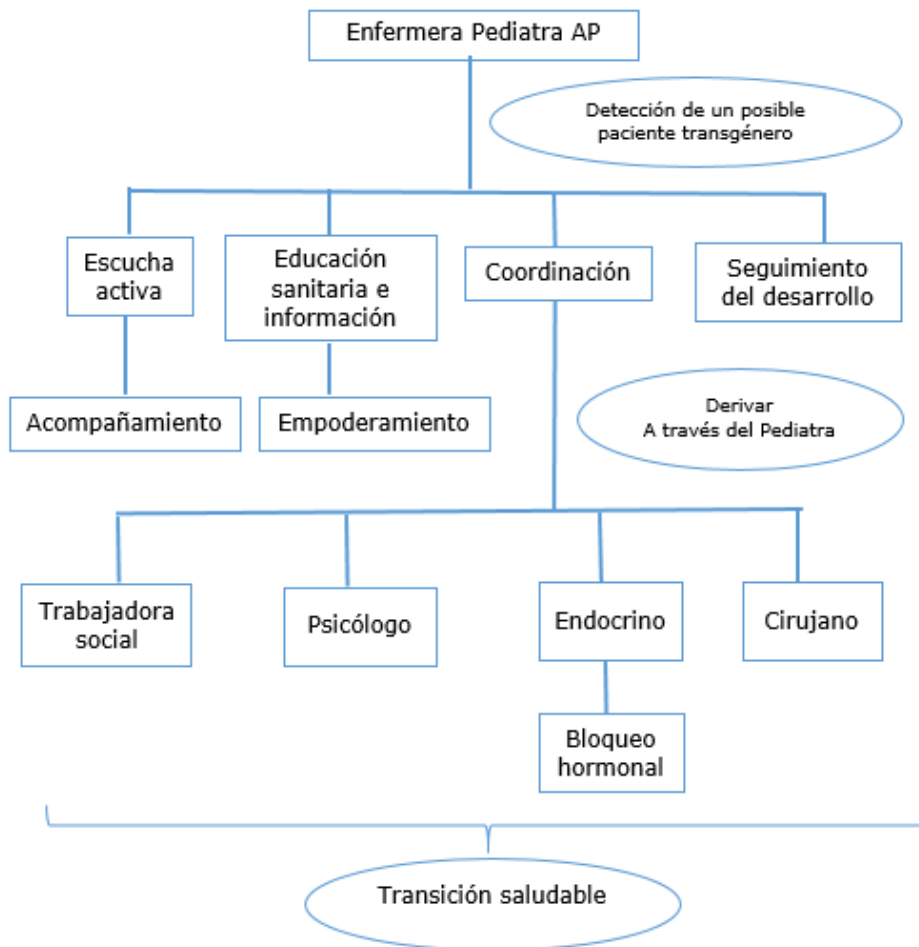 Enfermera Pediatra AP
Detección de un posible
paciente transgénero
Escucha
activa
Educación
sanitaria e
información
Coordinación
Seguimiento
del desarrollo
Acompañamiento
Empoderamiento
Derivar
A través del Pediatra
Trabajadora
social
Psicólogo
Endocrino
Cirujano
Bloqueo
hormonal
Transición saludable